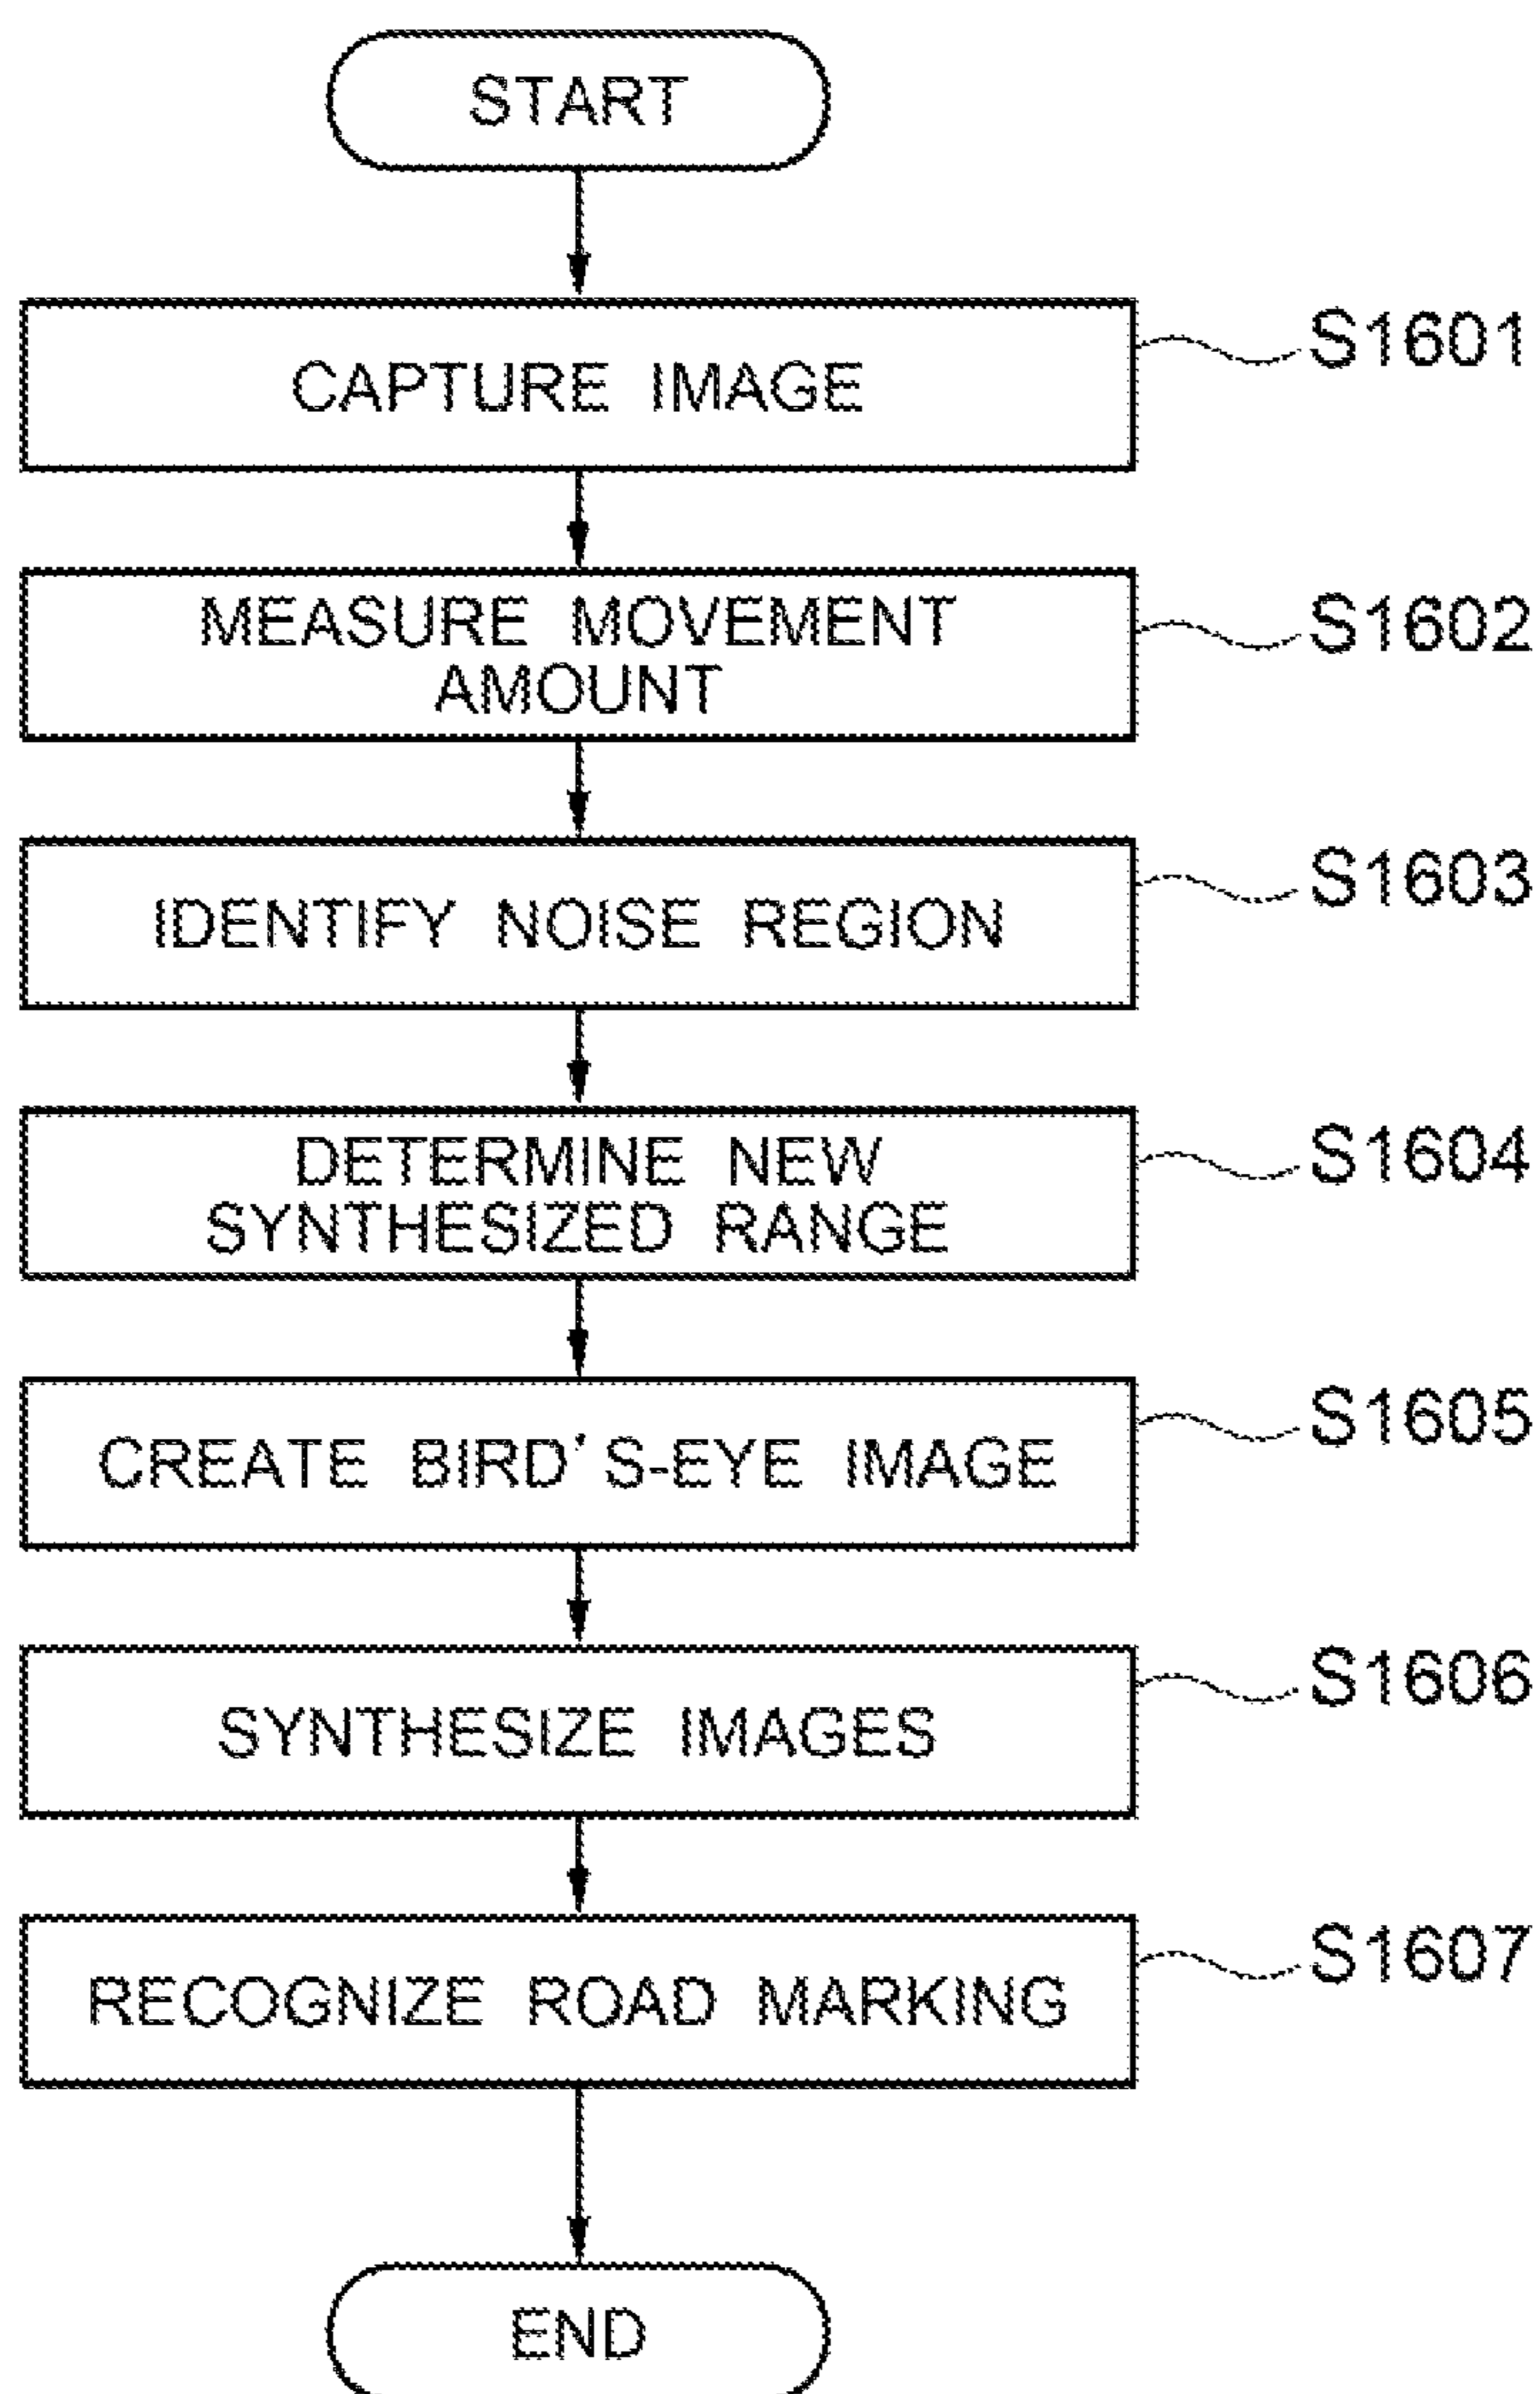 START
CAPTURE IMAGE
S1601
MEASURE MOVEMENT
AMOUNT
S1602
IDENTIFY NOISE REGION
S1603
DETERMINE NEW
SYNTHESIZED RANGE
S1604
CREATE BIRD'S-EYE IMAGE
S1605
SYNTHESIZE IMAGES
S1606
RECOGNIZE ROAD MARKING
S1607
END